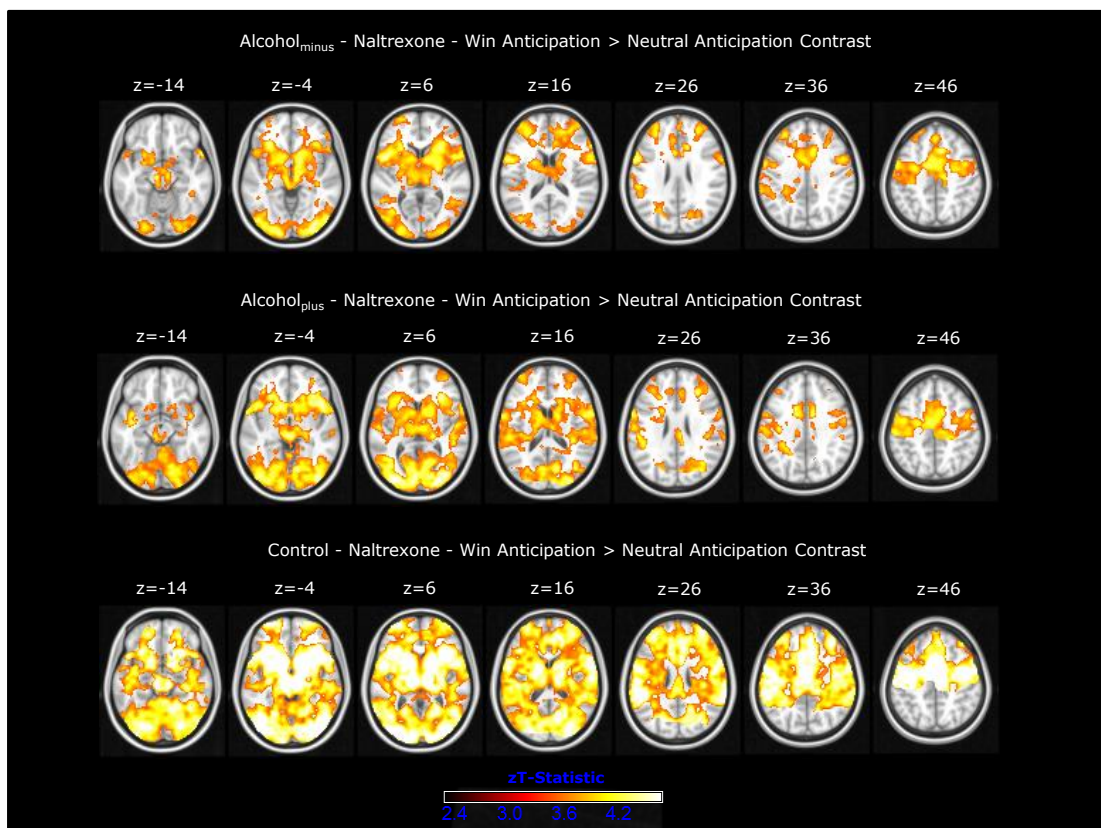 Alcoholminus - Naltrexone - Win Anticipation > Neutral Anticipation Contrast
z=-14 z=-4 z=6 z=16 z=26 z=36 z=46
Alcoholplus - Naltrexone - Win Anticipation > Neutral Anticipation Contrast
z=-14 z=-4 z=6 z=16 z=26 z=36 z=46
Control - Naltrexone - Win Anticipation > Neutral Anticipation Contrast
z=-14 z=-4 z=6 z=16 z=26 z=36 z=46
zT-Statistic
2.4 3.0 3.6 4.2